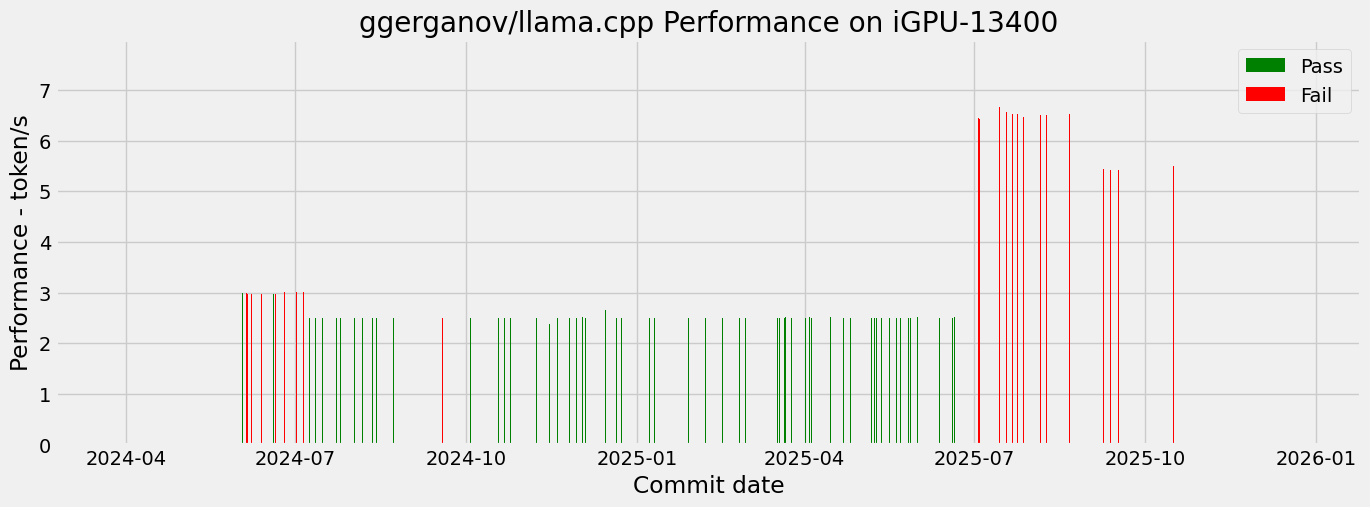 ggerganov/llama.cpp Performance on iGPU-13400
Pass
Fail
Performance - token/s
7
6
5
4
3
2
1
0
2024-04 2024-07 2024-10 2025-01 2025-04 2025-07 2025-10 2026-01
Commit date